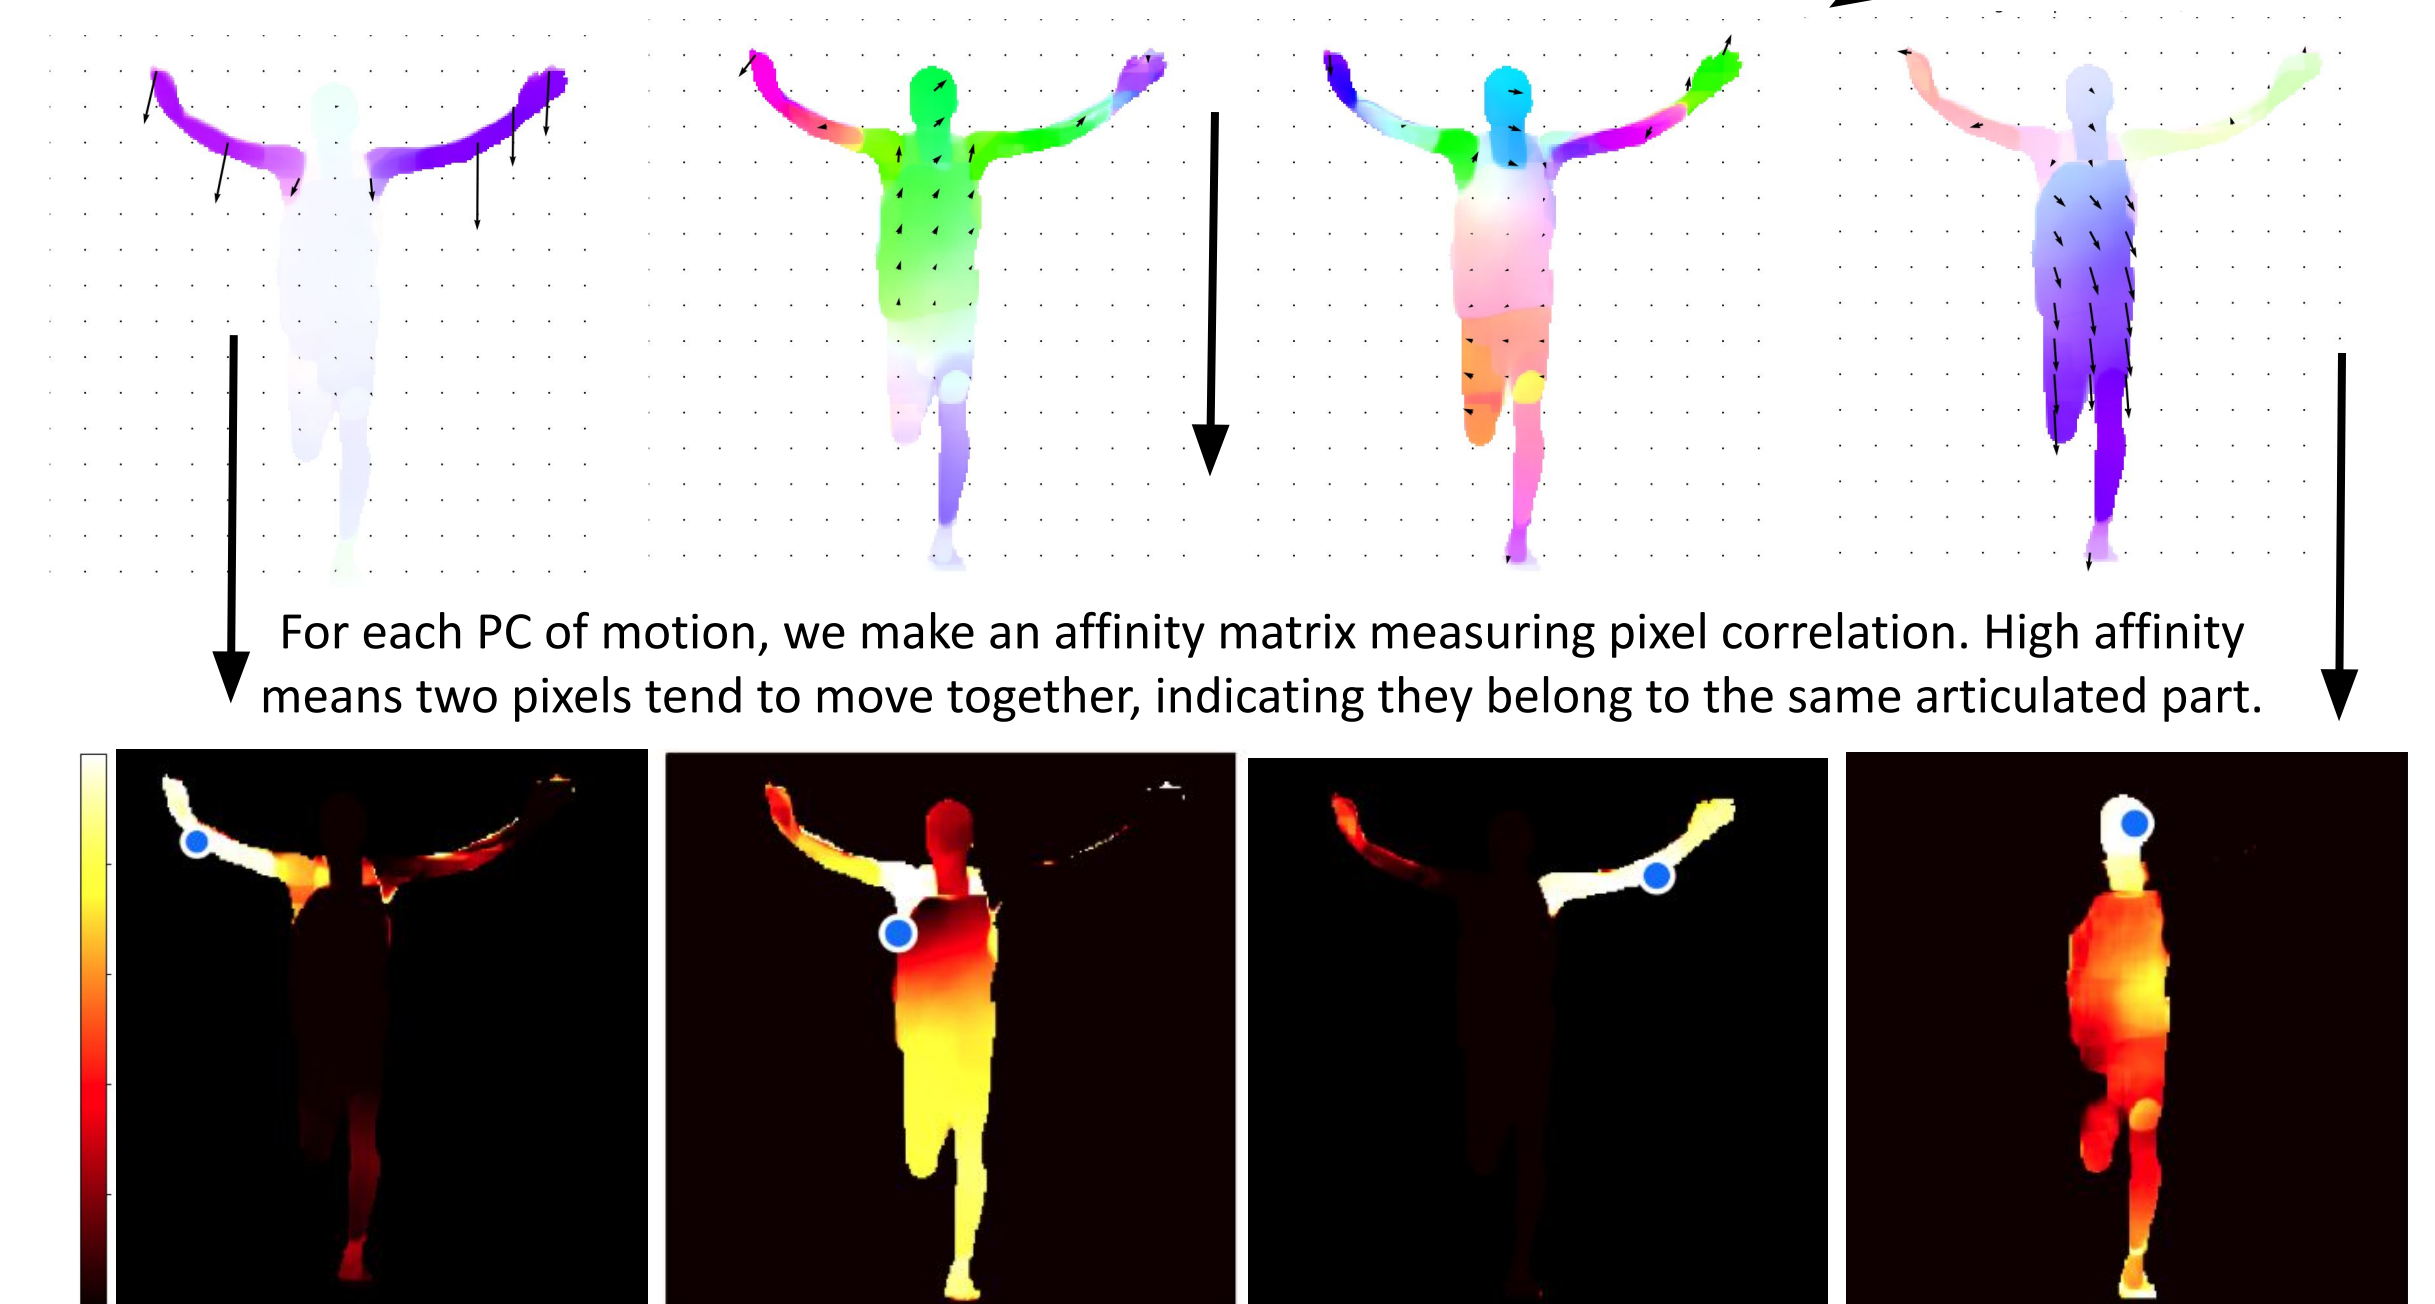 For each PC of motion, we make an affinity matrix measuring pixel correlation. High affinity
means two pixels tend to move together, indicating they belong to the same articulated part.